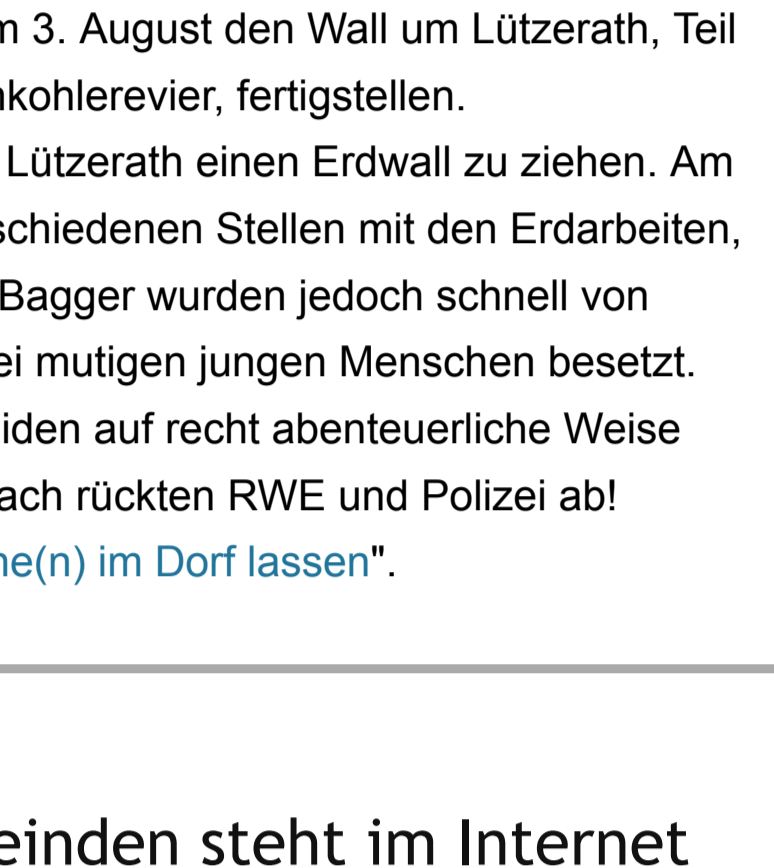 n 3. August den Wall um Lützerath, Teil
nkohlerevier, fertigstellen.
Lützerath einen Erdwall zu ziehen. Am
schiedenen Stellen mit den Erdarbeiten,
Bagger wurden jedoch schnell von
ei mutigen jungen Menschen besetzt.
iden auf recht abenteuerliche Weise
ach rückten RWE und Polizei ab!
he(n) im Dorf lassen".
einden steht im Internet